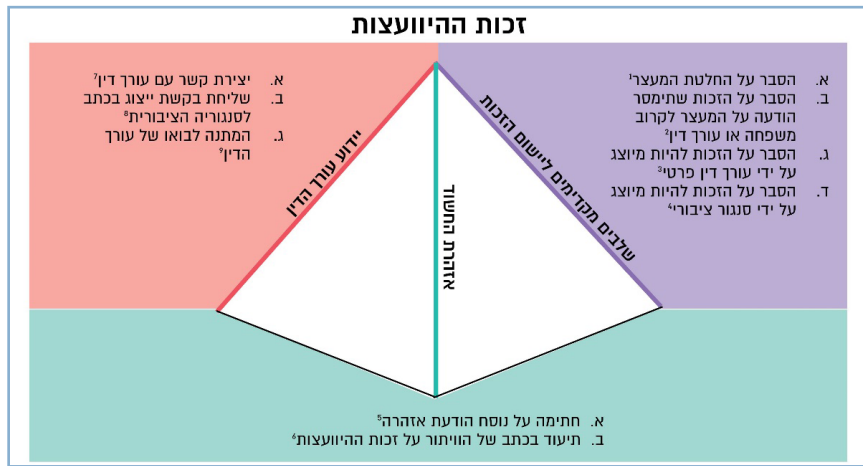 זכות ההיוועצות
א. הסבר על החלטת המעצר¹
ב. הסבר על הזכות שתימסר
הודעה על המעצר לקרוב
משפחה או עורך דין²
ג. הסבר על הזכות להיות מיוצג
על ידי עורך דין פרטי³
ד. הסבר על הזכות להיות מיוצג
על ידי סנגור ציבורי⁴
שלבים מקדימים ליישום הזכות
אזהרת החשוד
א. חתימה על נוסח הודעת אזהרה⁵
ב. תיעוד בכתב של הוויתור על זכות ההיוועצות⁶
יידוע עורך הדין
א. יצירת קשר עם עורך דין⁷
ב. שליחת בקשת ייצוג בכתב
לסנגוריה הציבורית⁸
ג. המתנה לבואו של עורך
הדין⁹